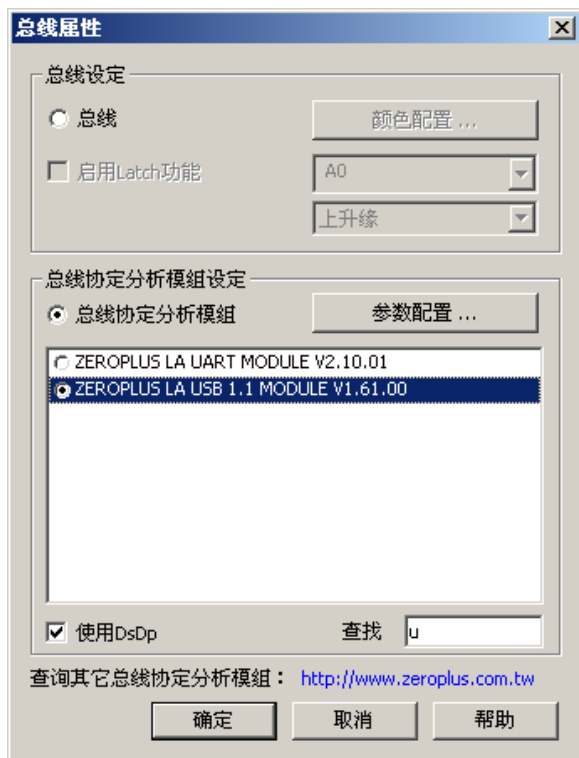 总线属性
总线设定
总线
颜色配置 ...
启用Latch功能
A0
上升缘
总线协定分析模组设定
总线协定分析模组
参数配置 ...
ZEROPLUS LA UART MODULE V2.10.01
ZEROPLUS LA USB 1.1 MODULE V1.61.00
使用DsDp
查找
u
查询其它总线协定分析模组： http://www.zeroplus.com.tw
确定
取消
帮助